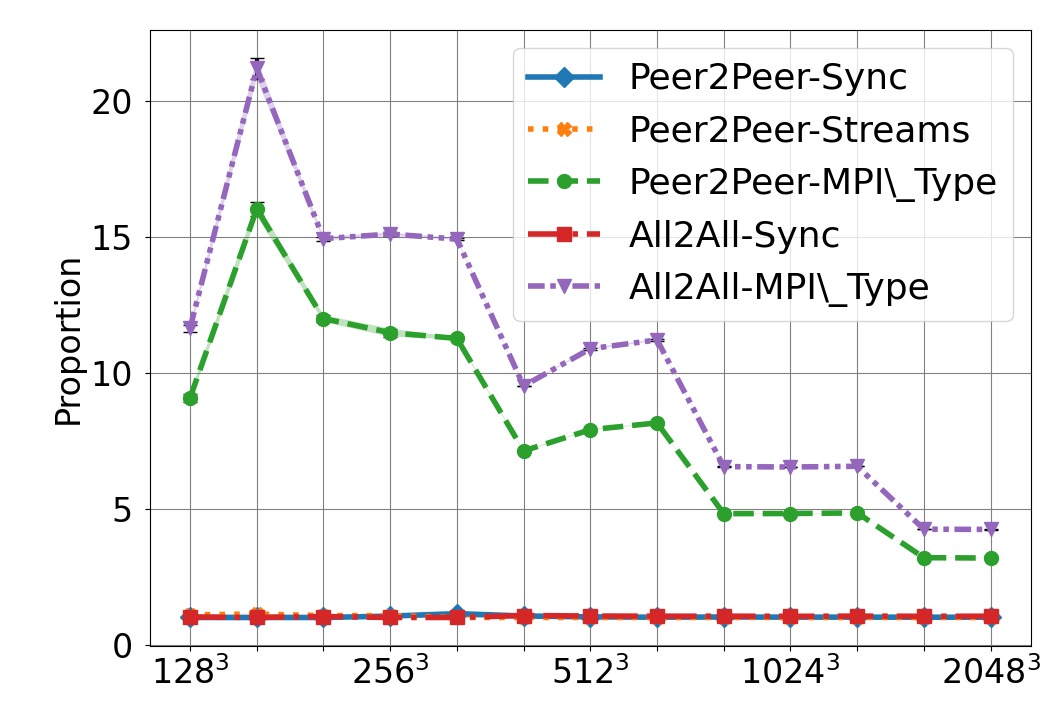 Proportion
20
15
10
5
0
128³
256³
512³
1024³
2048³
Peer2Peer-Sync
Peer2Peer-Streams
Peer2Peer-MPI\_Type
All2All-Sync
All2All-MPI\_Type